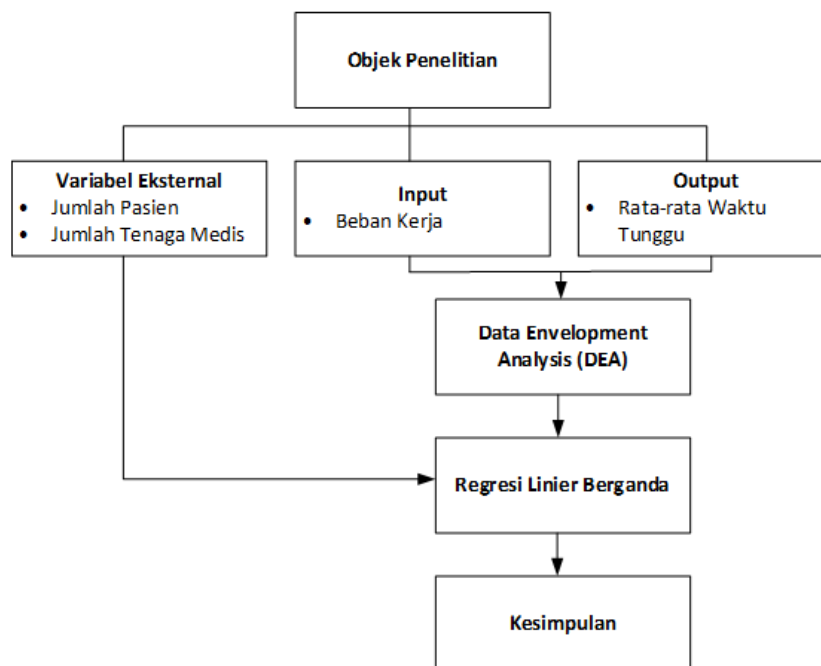 Objek Penelitian
Variabel Eksternal
• Jumlah Pasien
• Jumlah Tenaga Medis
Input
• Beban Kerja
Output
• Rata-rata Waktu
Tunggu
Data Envelopment
Analysis (DEA)
Regresi Linier Berganda
Kesimpulan